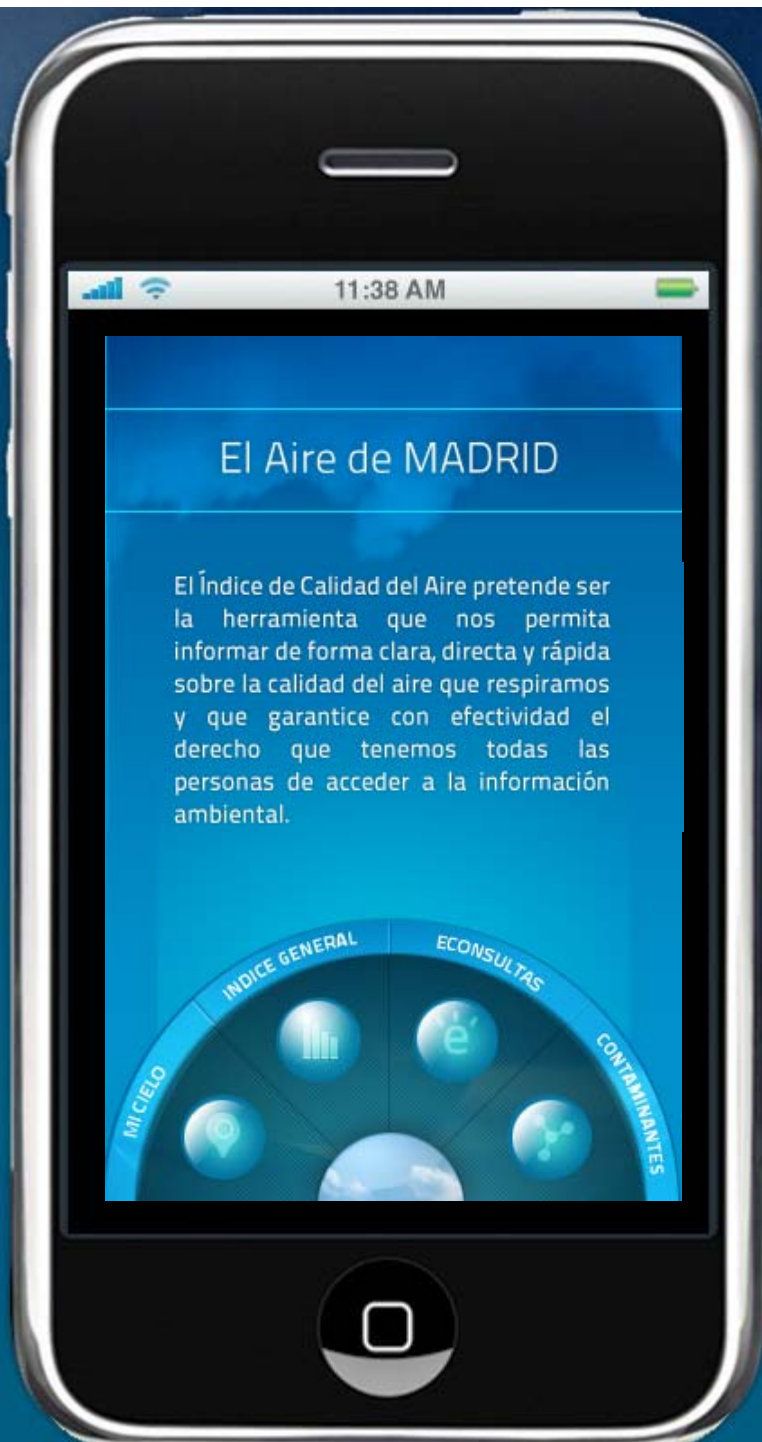 11:38 AM
El Aire de MADRID
El Índice de Calidad del Aire pretende ser
la herramienta que nos permita
informar de forma clara, directa y rápida
sobre la calidad del aire que respiramos
y que garantice con efectividad el
derecho que tenemos todas las
personas de acceder a la información
ambiental.
MI CIELO
INDICE GENERAL
ECONSULTAS
CONTAMINANTES
e